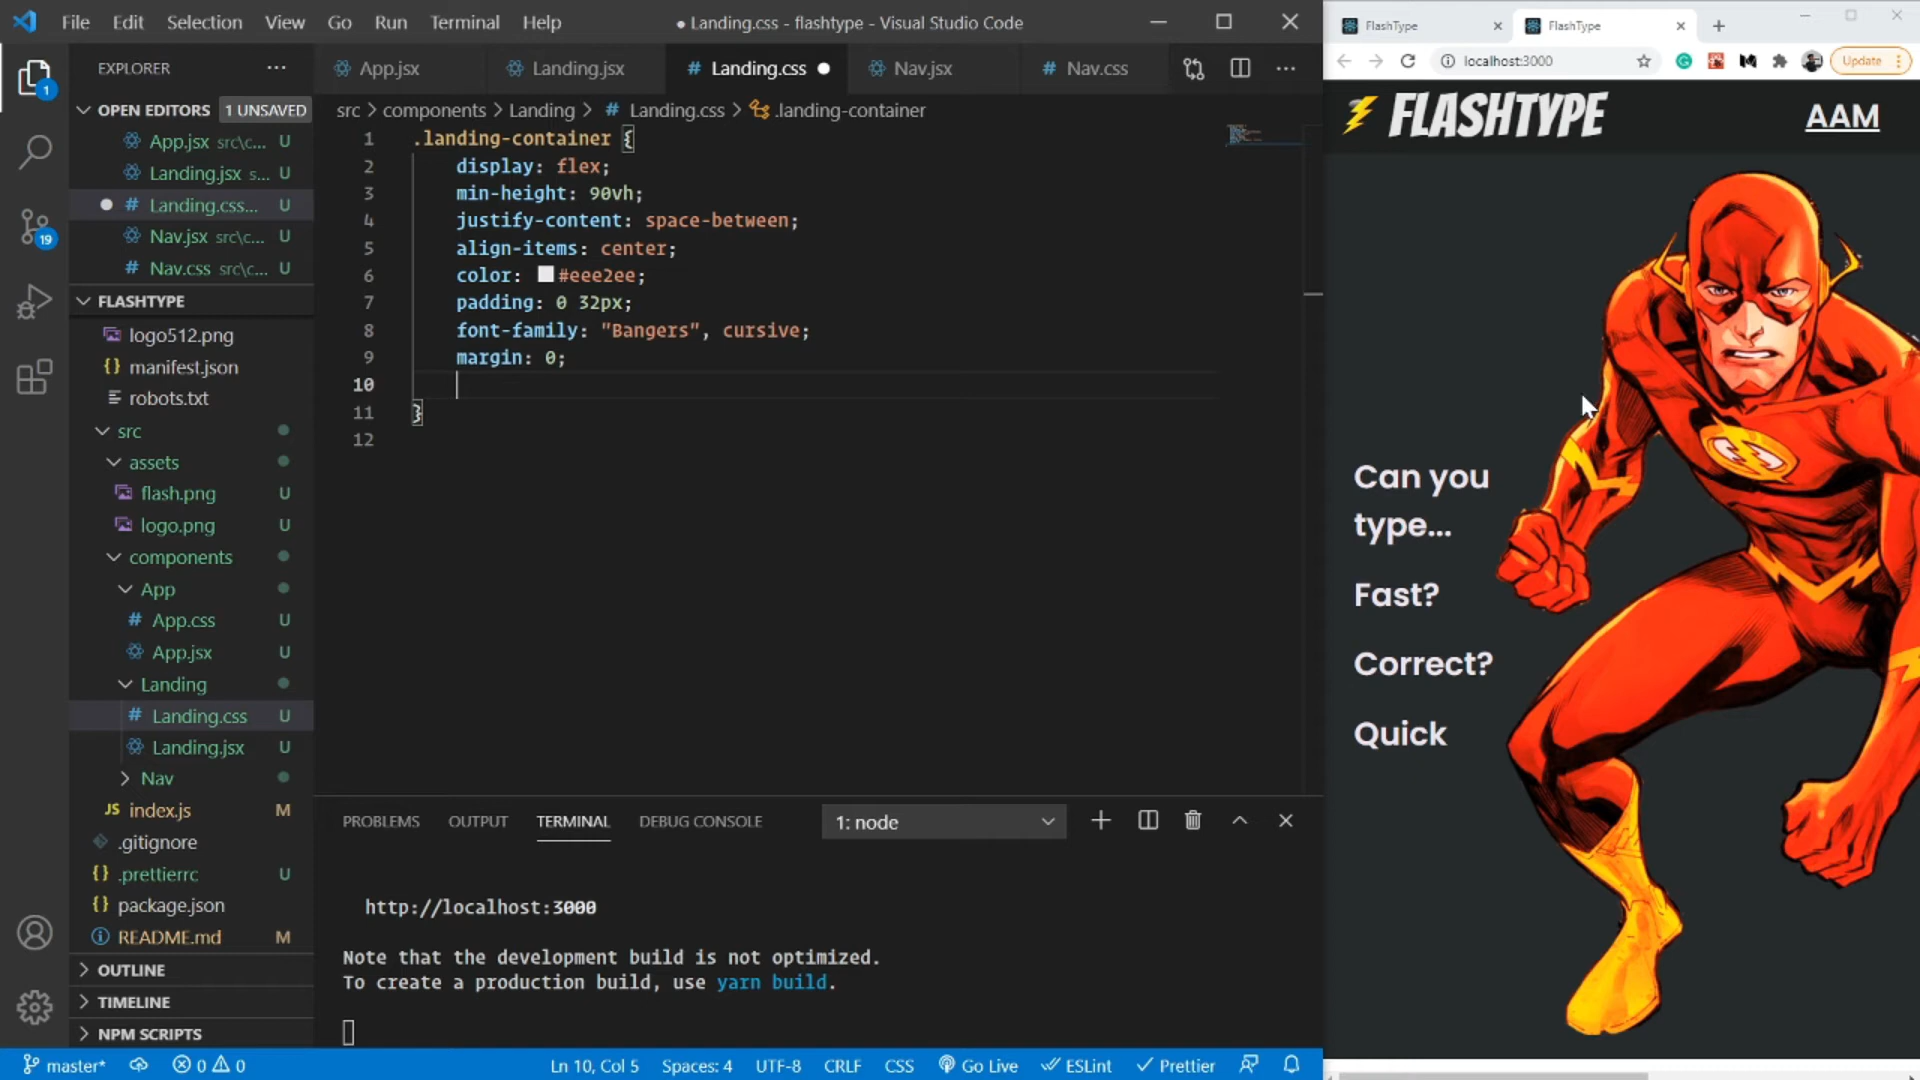 File Edit Selection View Go Run Terminal Help
● Landing.css - flashtype - Visual Studio Code
EXPLORER
App.jsx
Landing.jsx
# Landing.css
Nav.jsx
# Nav.css
OPEN EDITORS 1 UNSAVED
App.jsx src\c... U
Landing.jsx s... U
# Landing.css... U
Nav.jsx src\c... U
# Nav.css src\c... U
FLASHTYPE
logo512.png
{} manifest.json
robots.txt
src
assets
flash.png U
logo.png U
components
App
# App.css U
App.jsx U
Landing
# Landing.css U
Landing.jsx U
Nav
JS index.js M
.gitignore
{} .prettierrc U
{} package.json
README.md M
OUTLINE
TIMELINE
NPM SCRIPTS
1
19
src > components > Landing > # Landing.css > .landing-container
1 .landing-container {
2 display: flex;
3 min-height: 90vh;
4 justify-content: space-between;
5 align-items: center;
6 color: #eee2ee;
7 padding: 0 32px;
8 font-family: "Bangers", cursive;
9 margin: 0;
10
11 }
12
PROBLEMS OUTPUT TERMINAL DEBUG CONSOLE 1: node
http://localhost:3000
Note that the development build is not optimized.
To create a production build, use yarn build.
master* 0 0 Ln 10, Col 5 Spaces: 4 UTF-8 CRLF CSS Go Live ESLint Prettier
FlashType
FlashType
localhost:3000
Update
FLASHTYPE
AAM
Can you
type...
Fast?
Correct?
Quick